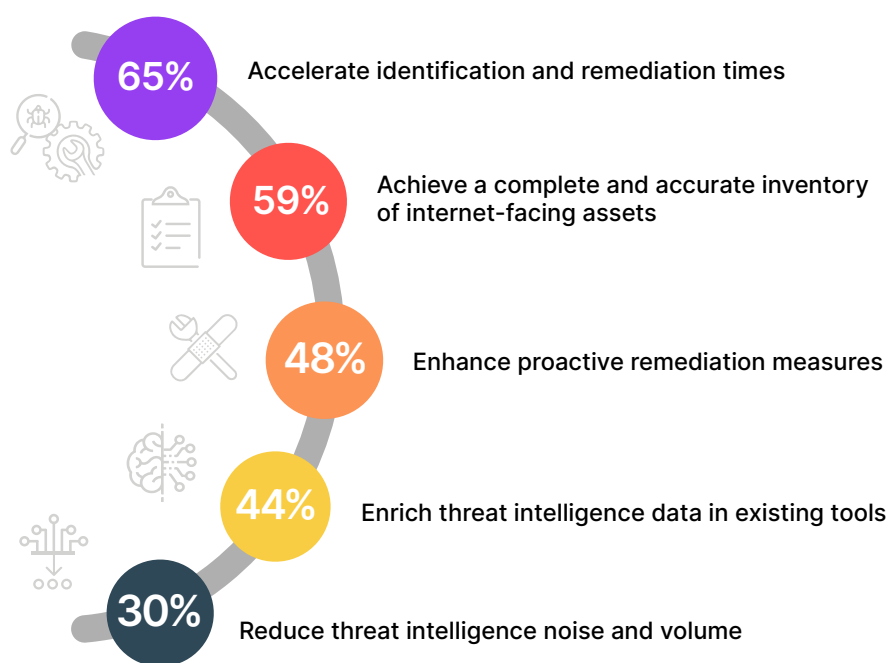 65%
Accelerate identification and remediation times
59%
Achieve a complete and accurate inventory
of internet-facing assets
48%
Enhance proactive remediation measures
44%
Enrich threat intelligence data in existing tools
30%
Reduce threat intelligence noise and volume